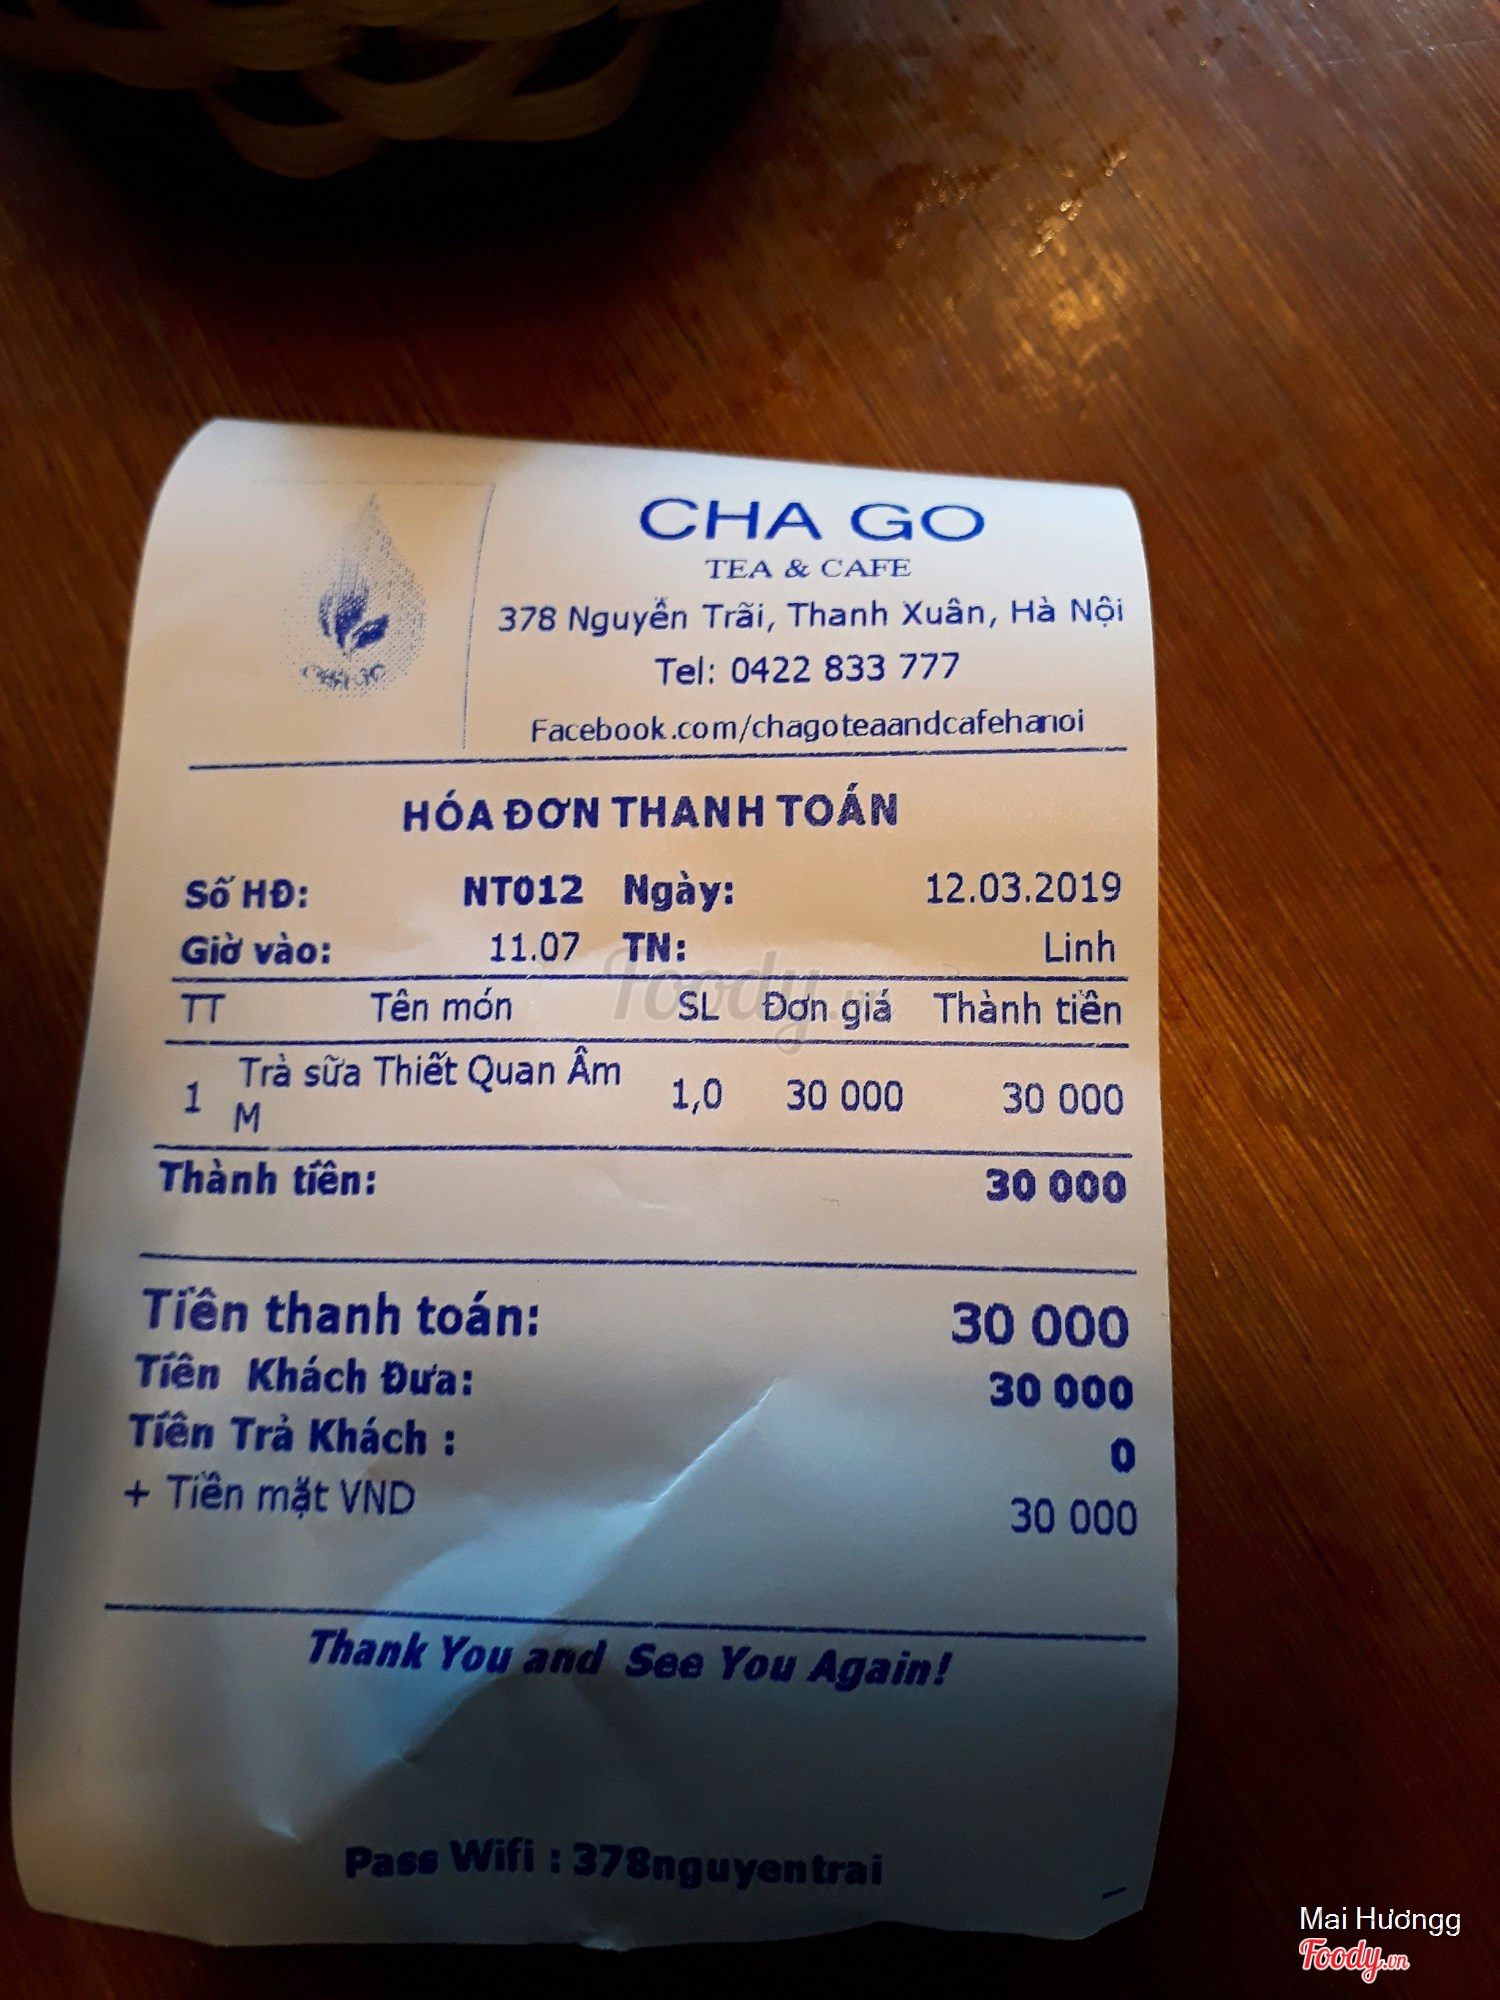 CHA GO
TEA & CAFE
378 Nguyễn Trãi, Thanh Xuân, Hà Nội
Tel: 0422 833 777
Facebook.com/chagoteaandcafehanoi
CHA GO
HÓA ĐƠN THANH TOÁN
Số HĐ: NT012 Ngày: 12.03.2019
Giờ vào: 11.07 TN: Linh
TT Tên món SL Đơn giá Thành tiền
1 Trà sữa Thiết Quan Âm M 1,0 30 000 30 000
Thành tiền: 30 000
Tiền thanh toán: 30 000
Tiền Khách Đưa: 30 000
Tiền Trả Khách : 0
+ Tiền mặt VND 30 000
Thank You and See You Again!
Pass Wifi : 378nguyentrai
Foody.vn
Mai Hươngg
Foody.vn